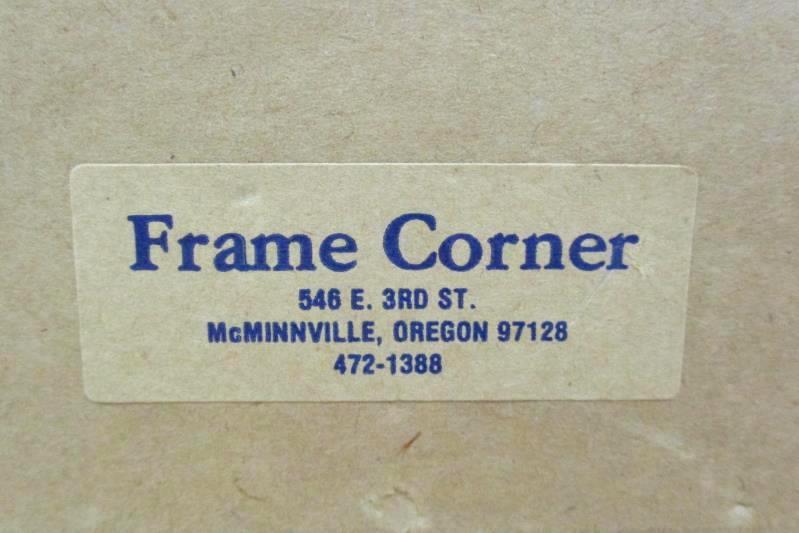 Frame Corner
546 E. 3RD ST.
McMINNVILLE, OREGON 97128
472-1388